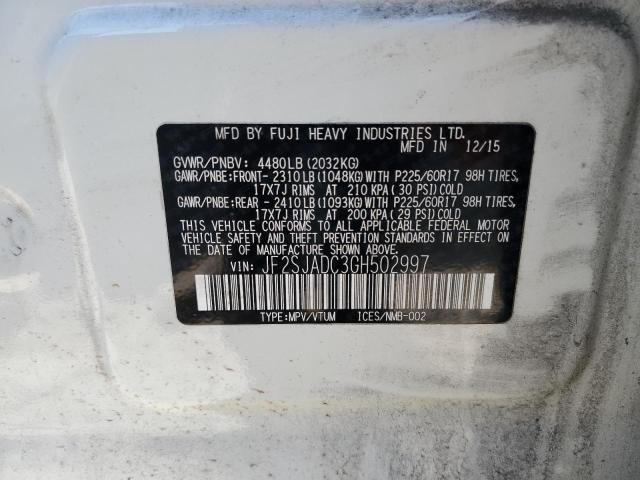 MFD BY FUJI HEAVY INDUSTRIES LTD.
MFD IN 12/15
GVWR/PNBV: 4480LB (2032KG)
GAWR/PNBE:FRONT- 2310LB (1048KG)WITH P225/60R17 98H TIRES,
17X7J RIMS AT 210 KPA (30 PSI)COLD
GAWR/PNBE:REAR - 2410LB (1093KG)WITH P225/60R17 98H TIRES,
17X7J RIMS AT 200 KPA (29 PSI)COLD
THIS VEHICLE CONFORMS TO ALL APPLICABLE FEDERAL MOTOR
VEHICLE SAFETY AND THEFT PREVENTION STANDARDS IN EFFECT ON
THE DATE OF MANUFACTURE SHOWN ABOVE.
VIN: JF2SJADC3GH502997
TYPE:MPV/VTUM ICES/NMB-002